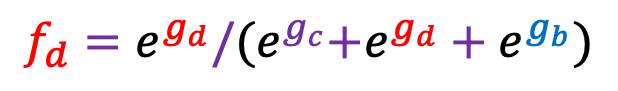 f_d = e^{g_d}/(e^{g_c}+e^{g_d} + e^{g_b})